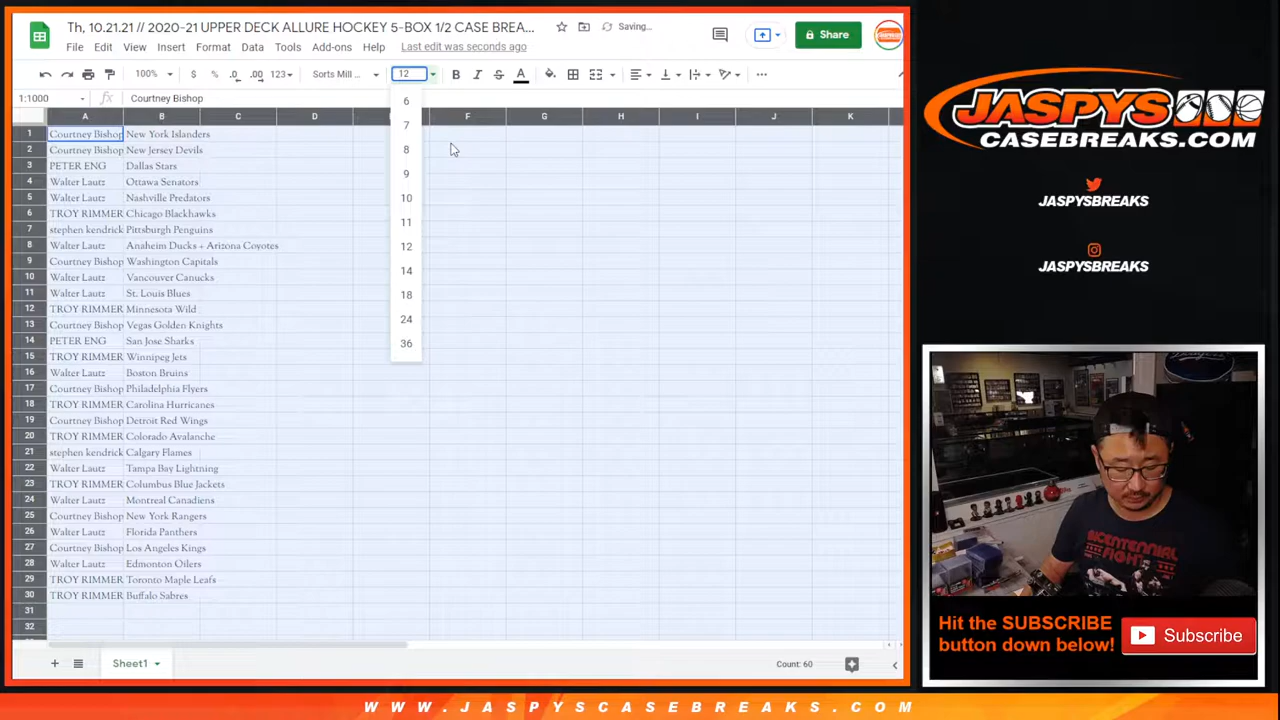 Th, 10.21.21 // 2020-21 UPPER DECK ALLURE HOCKEY 5-BOX 1/2 CASE BREA...
Saving...
File Edit View Insert Format Data Tools Add-ons Help Last edit was seconds ago
Share
100% $ % .0 .00 123 Sorts Mill ... 12 B I S A
1:1000 fx Courtney Bishop
A B C D F G H I J K
1 Courtney Bishop New York Islanders
2 Courtney Bishop New Jersey Devils
3 PETER ENG Dallas Stars
4 Walter Lautz Ottawa Senators
5 Walter Lautz Nashville Predators
6 TROY RIMMER Chicago Blackhawks
7 stephen kendrick Pittsburgh Penguins
8 Walter Lautz Anaheim Ducks + Arizona Coyotes
9 Courtney Bishop Washington Capitals
10 Walter Lautz Vancouver Canucks
11 Walter Lautz St. Louis Blues
12 TROY RIMMER Minnesota Wild
13 Courtney Bishop Vegas Golden Knights
14 PETER ENG San Jose Sharks
15 TROY RIMMER Winnipeg Jets
16 Walter Lautz Boston Bruins
17 Courtney Bishop Philadelphia Flyers
18 TROY RIMMER Carolina Hurricanes
19 Courtney Bishop Detroit Red Wings
20 TROY RIMMER Colorado Avalanche
21 stephen kendrick Calgary Flames
22 Walter Lautz Tampa Bay Lightning
23 TROY RIMMER Columbus Blue Jackets
24 Walter Lautz Montreal Canadiens
25 Courtney Bishop New York Rangers
26 Walter Lautz Florida Panthers
27 Courtney Bishop Los Angeles Kings
28 Walter Lautz Edmonton Oilers
29 TROY RIMMER Toronto Maple Leafs
30 TROY RIMMER Buffalo Sabres
31
32
6
7
8
9
10
11
12
14
18
24
36
Sheet1
Count: 60
JASPYS
CASEBREAKS.COM
JASPYSBREAKS
JASPYSBREAKS
BICENTENNIAL
FIGHT
Hit the SUBSCRIBE
button down below!
Subscribe
WWW.JASPYSCASEBREAKS.COM